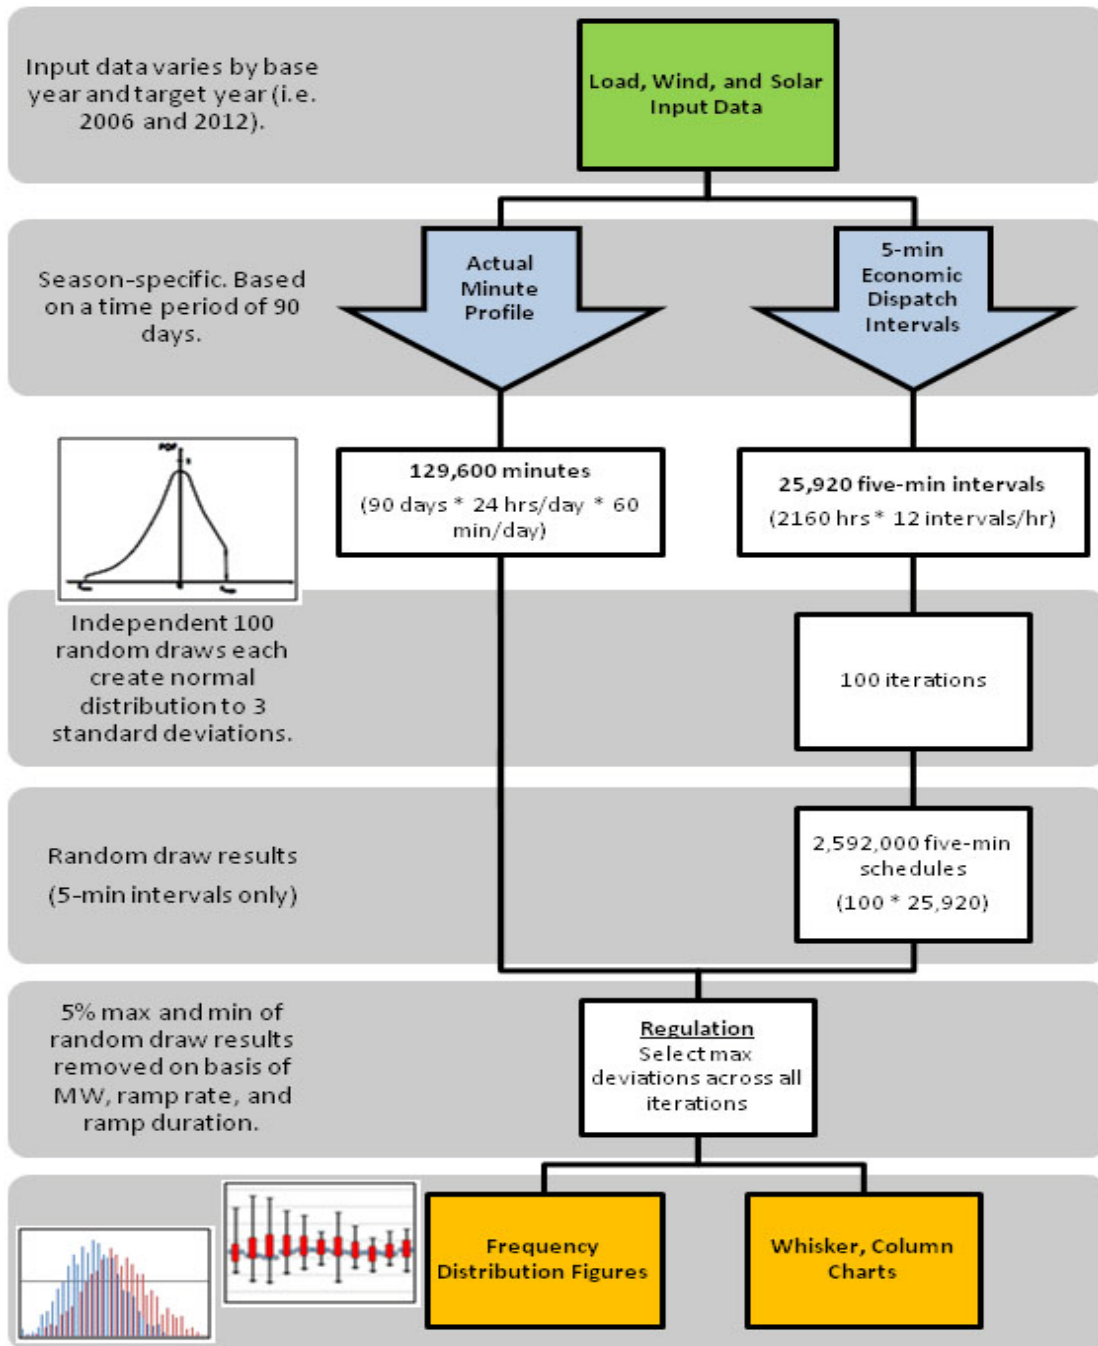 Input data varies by base
year and target year (i.e.
2006 and 2012).
Load, Wind, and Solar
Input Data
Season-specific. Based
on a time period of 90
days.
Actual
Minute
Profile
5-min
Economic
Dispatch
Intervals
129,600 minutes
(90 days * 24 hrs/day * 60
min/day)
25,920 five-min intervals
(2160 hrs * 12 intervals/hr)
Independent 100
random draws each
create normal
distribution to 3
standard deviations.
100 iterations
Random draw results
(5-min intervals only)
2,592,000 five-min
schedules
(100 * 25,920)
5% max and min of
random draw results
removed on basis of
MW, ramp rate, and
ramp duration.
Regulation
Select max
deviations across all
iterations
Frequency
Distribution Figures
Whisker, Column
Charts